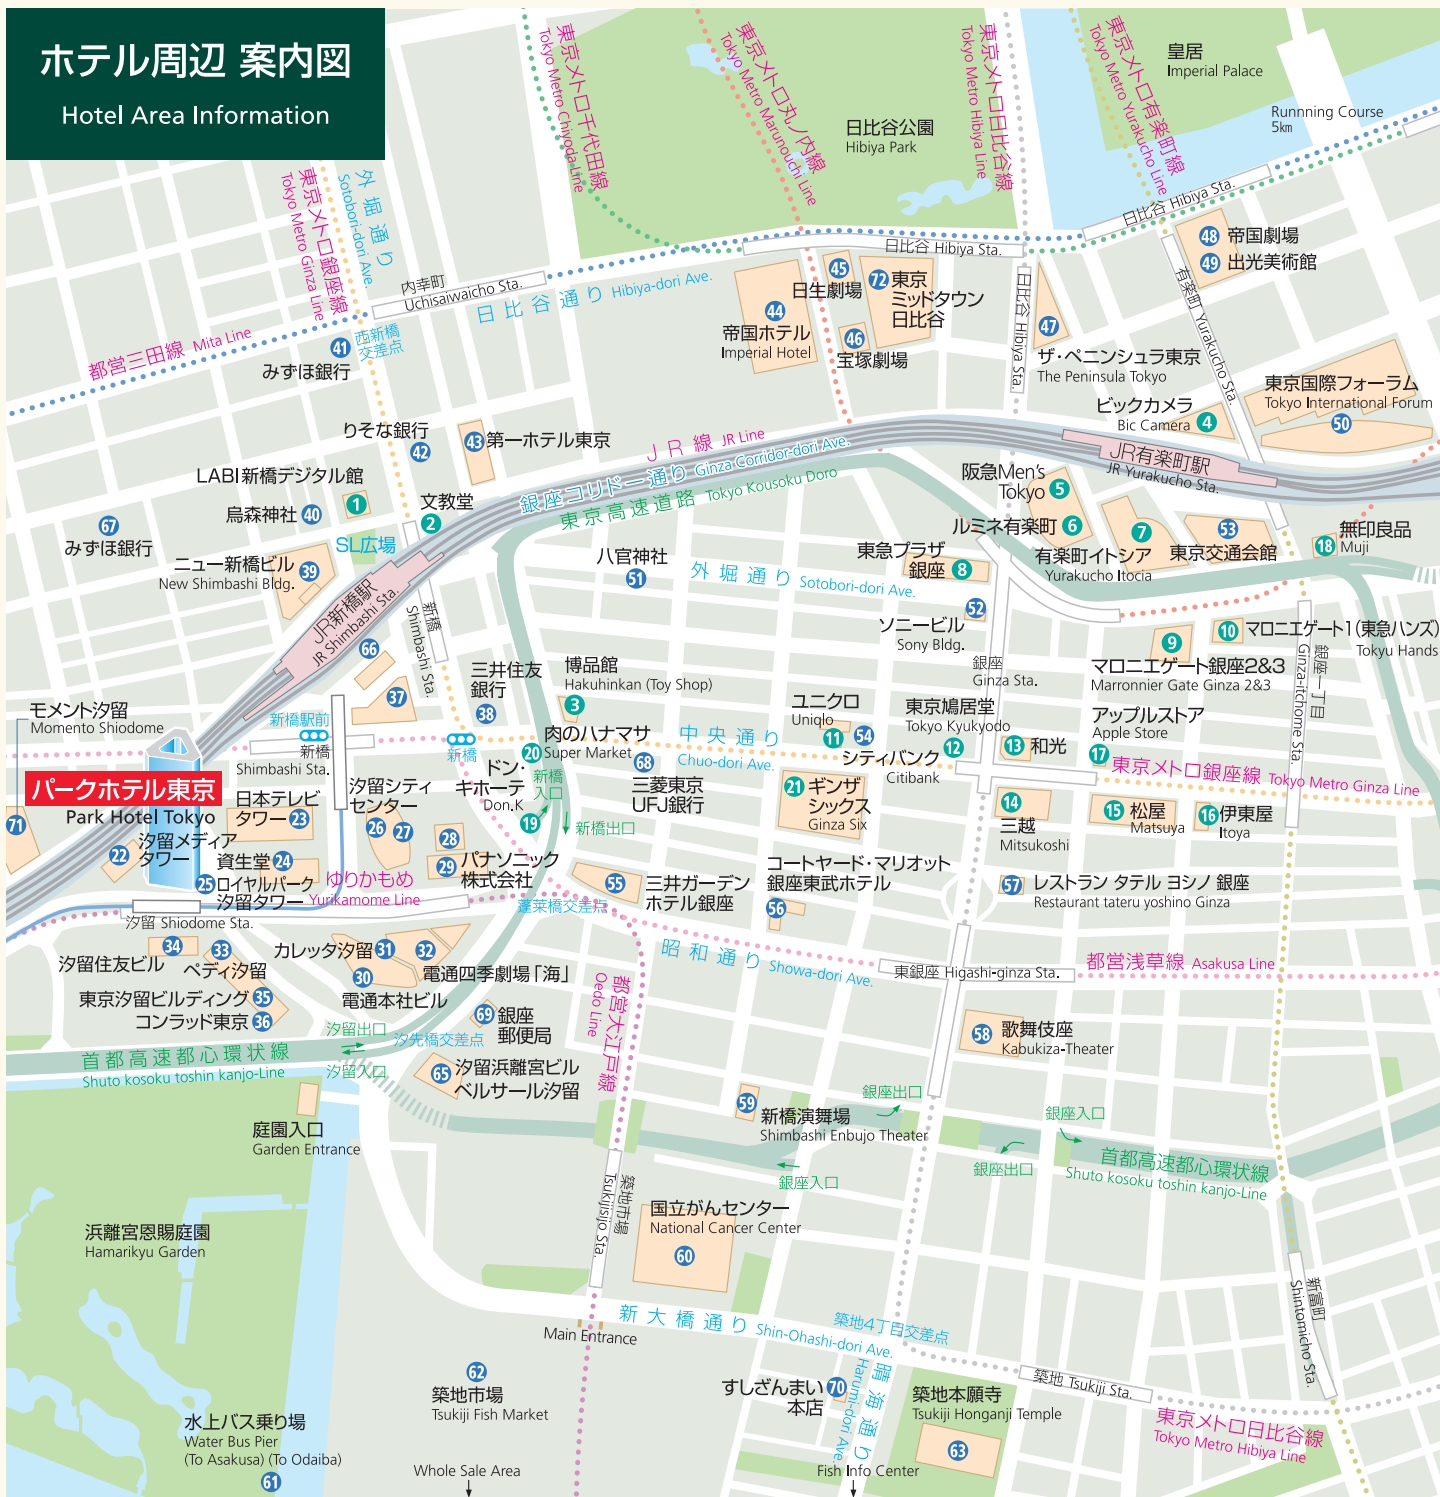 ホテル周辺 案内図
Hotel Area Information
東京メトロ千代田線
Tokyo Metro Chiyoda Line
東京メトロ丸ノ内線
Tokyo Metro Marunouchi Line
東京メトロ日比谷線
Tokyo Metro Hibiya Line
東京メトロ有楽町線
Tokyo Metro Yurakucho Line
皇居
Imperial Palace
Runnning Course
5km
日比谷公園
Hibiya Park
外堀通り
Sotobori-dori Ave.
東京メトロ銀座線
Tokyo Metro Ginza Line
内幸町
Uchisaiwaicho Sta.
日比谷通り Hibiya-dori Ave.
日比谷 Hibiya Sta.
日比谷 Hibiya Sta.
日比谷 Hibiya Sta.
有楽町 Yurakucho Sta.
48 帝国劇場
49 出光美術館
45
日生劇場
72 東京
ミッドタウン
日比谷
44
帝国ホテル
Imperial Hotel
46
宝塚劇場
47
ザ・ペニンシュラ東京
The Peninsula Tokyo
都営三田線 Mita Line
41
みずほ銀行
西新橋
交差点
ビックカメラ
Bic Camera 4
東京国際フォーラム
Tokyo International Forum
50
りそな銀行
42
43 第一ホテル東京
JR線 JR Line
銀座コリドー通り Ginza Corridor-dori Ave.
東京高速道路 Tokyo Kousoku Doro
JR有楽町駅
JR Yurakucho Sta.
LABI新橋デジタル館
1
文教堂
2
烏森神社 40
67
みずほ銀行
SL広場
ニュー新橋ビル
New Shimbashi Bldg.
39
JR新橋駅
JR Shimbashi Sta.
新橋
Shimbashi Sta.
阪急Men's
Tokyo 5
ルミネ有楽町 6
7
有楽町イトシア
Yurakucho Itocia
53
東京交通会館
18 無印良品
Muji
八官神社
51
外堀通り Sotobori-dori Ave.
東急プラザ
銀座 8
52
ソニービル
Sony Bldg.
銀座
Ginza Sta.
9
マロニエゲート銀座2&3
Marronnier Gate Ginza 2&3
10 マロニエゲート1(東急ハンズ)
Tokyu Hands
銀座一丁目
Ginza-itchome Sta.
66
37
三井住友
銀行
38
博品館
Hakuhinkan (Toy Shop)
3
モメント汐留
Momento Shiodome
新橋駅前
新橋
Shimbashi Sta.
新橋
20
肉のハナマサ
Super Market
新橋
入口
ドン・
キホーテ
Don.K
19
新橋出口
68
三菱東京
UFJ銀行
中央通り
Chuo-dori Ave.
ユニクロ
Uniqlo
11
54
シティバンク
Citibank
東京鳩居堂
Tokyo Kyukyodo
12
13 和光
アップルストア
Apple Store
17
東京メトロ銀座線 Tokyo Metro Ginza Line
パークホテル東京
Park Hotel Tokyo
71
22
汐留メディア
タワー
日本テレビ
タワー 23
資生堂 24
25 ロイヤルパーク
汐留タワー
汐留シティ
センター
26
27
28
29 パナソニック
株式会社
ゆりかもめ
Yurikamome Line
21 ギンザ
シックス
Ginza Six
14
三越
Mitsukoshi
15 松屋
Matsuya
16 伊東屋
Itoya
55
三井ガーデン
ホテル銀座
コートヤード・マリオット
銀座東武ホテル
56
57 レストラン タテル ヨシノ 銀座
Restaurant tateru yoshino Ginza
汐留 Shiodome Sta.
蓬莱橋交差点
昭和通り Showa-dori Ave.
東銀座 Higashi-ginza Sta.
都営浅草線 Asakusa Line
34
汐留住友ビル
33
ペディ汐留
カレッタ汐留 31
32
30
電通本社ビル
電通四季劇場「海」
東京汐留ビルディング 35
コンラッド東京 36
69 銀座
郵便局
汐先橋交差点
都営大江戸線
Oedo Line
58 歌舞伎座
Kabukiza-Theater
汐留出口
汐留入口
首都高速都心環状線
Shuto kosoku toshin kanjo-Line
65 汐留浜離宮ビル
ベルサール汐留
59
新橋演舞場
Shimbashi Enbujo Theater
銀座出口
銀座入口
銀座出口
銀座入口
首都高速都心環状線
Shuto kosoku toshin kanjo-Line
庭園入口
Garden Entrance
築地市場
Tsukijisijo Sta.
国立がんセンター
National Cancer Center
60
浜離宮恩賜庭園
Hamarikyu Garden
新大橋通り Shin-Ohashi-dori Ave.
築地4丁目交差点
新富町
Shintomicho Sta.
Main Entrance
62
築地市場
Tsukiji Fish Market
すしざんまい 70
本店
晴海通り
Harumi-dori Ave.
築地本願寺
Tsukiji Honganji Temple
63
築地 Tsukiji Sta.
東京メトロ日比谷線
Tokyo Metro Hibiya Line
水上バス乗り場
Water Bus Pier
(To Asakusa) (To Odaiba)
61
Whole Sale Area
Fish Info Center